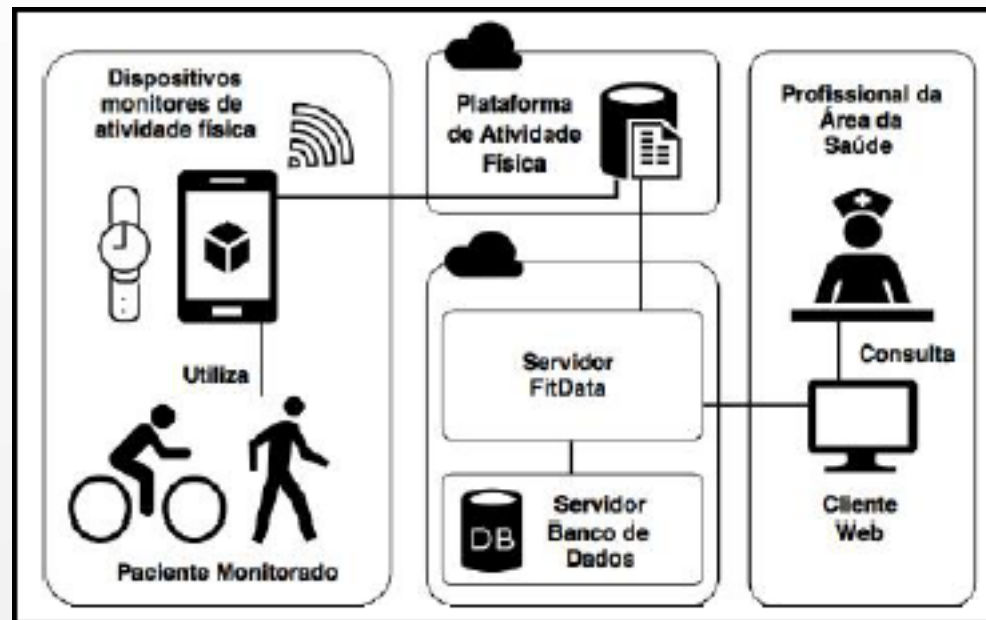 Dispositivos
monitores de
atividade física
Utiliza
Paciente Monitorado
Plataforma
de Atividade
Física
Servidor
FitData
DB
Servidor
Banco de
Dados
Profissional da
Área da
Saúde
Consulta
Cliente
Web